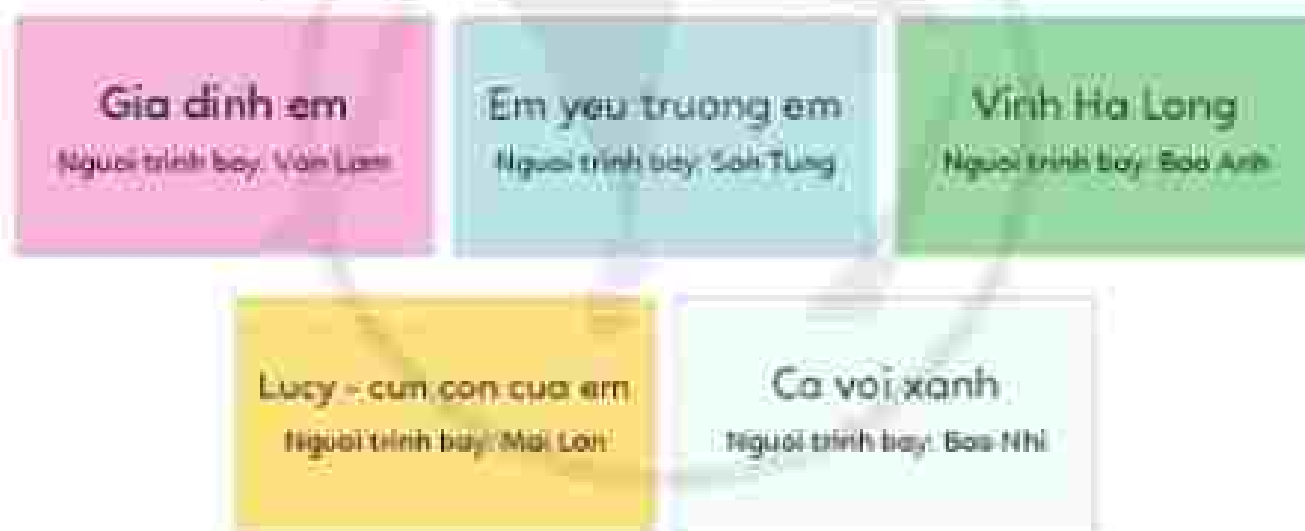 Gia dinh em
Nguoi trinh bay: Van Lam
Em yeu truong em
Nguoi trinh bay: Son Tung
Vinh Ha Long
Nguoi trinh bay: Bao Anh
Lucy - cun con cua em
Nguoi trinh bay: Mai Lan
Ca voi xanh
Nguoi trinh bay: Bao Nhi